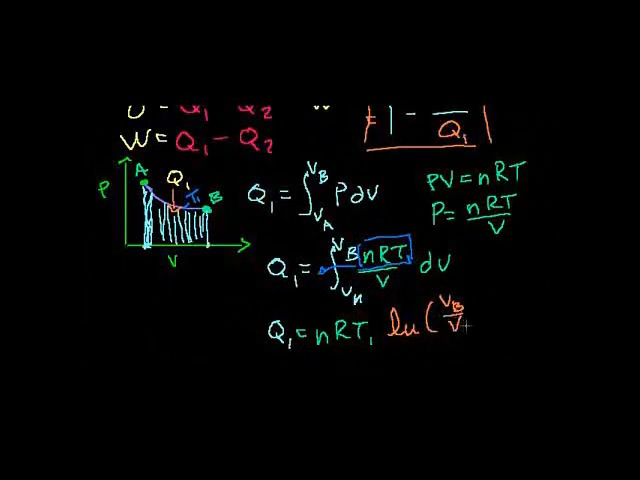 W = Q₁ - Q₂
= 1 - — Q₁
A Q₁ T₁ B
P
V
Q₁ = ∫ V_B V_A P dV
PV = nRT
P = nRT/V
Q₁ = ∫ V_B nRT₁/V dV
Q₁ = nRT₁ ln(V_B/V